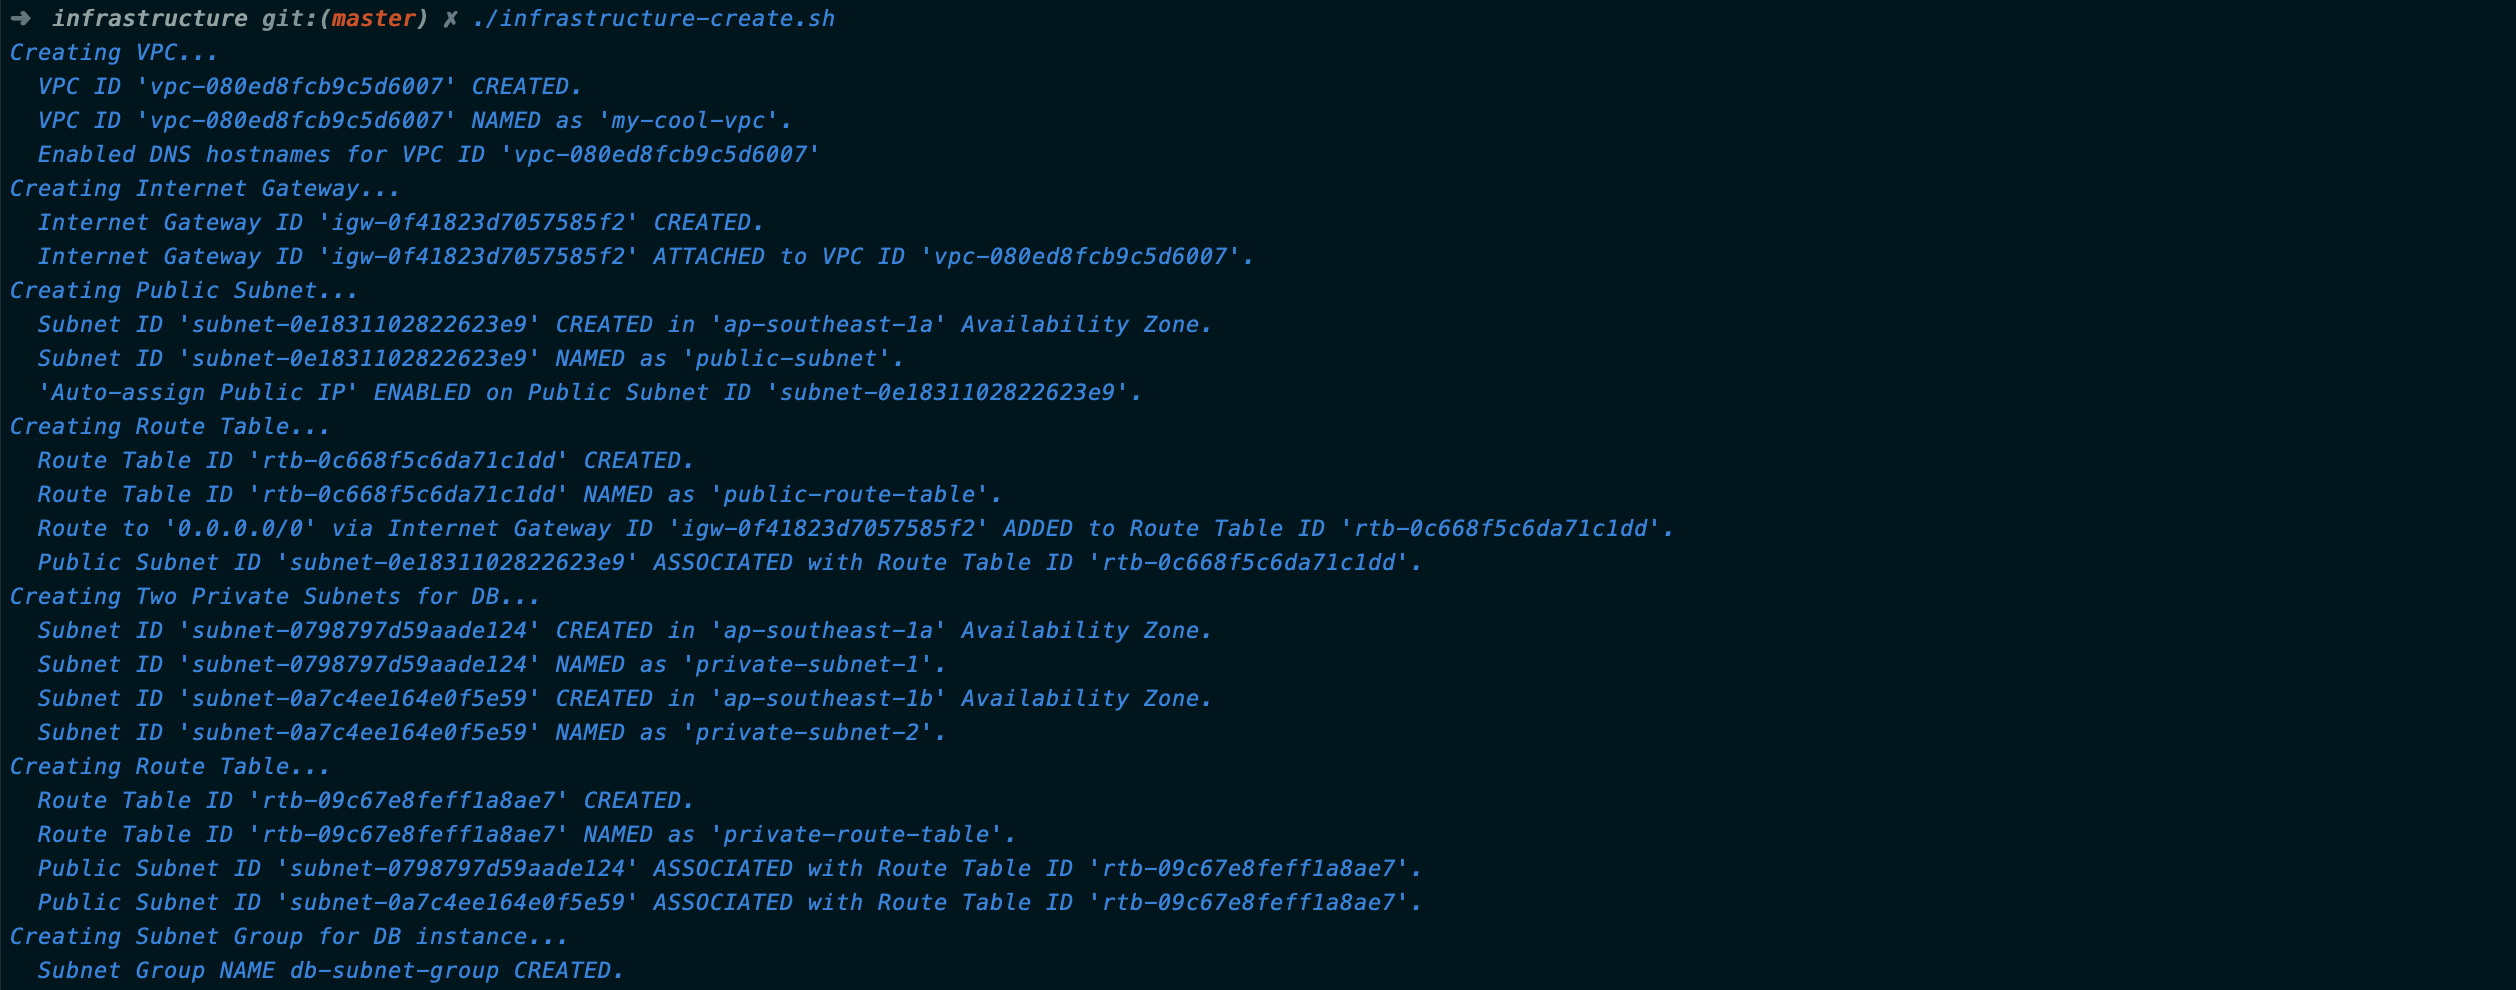 ➜ infrastructure git:(master) ✗ ./infrastructure-create.sh
Creating VPC...
  VPC ID 'vpc-080ed8fcb9c5d6007' CREATED.
  VPC ID 'vpc-080ed8fcb9c5d6007' NAMED as 'my-cool-vpc'.
  Enabled DNS hostnames for VPC ID 'vpc-080ed8fcb9c5d6007'
Creating Internet Gateway...
  Internet Gateway ID 'igw-0f41823d7057585f2' CREATED.
  Internet Gateway ID 'igw-0f41823d7057585f2' ATTACHED to VPC ID 'vpc-080ed8fcb9c5d6007'.
Creating Public Subnet...
  Subnet ID 'subnet-0e1831102822623e9' CREATED in 'ap-southeast-1a' Availability Zone.
  Subnet ID 'subnet-0e1831102822623e9' NAMED as 'public-subnet'.
  'Auto-assign Public IP' ENABLED on Public Subnet ID 'subnet-0e1831102822623e9'.
Creating Route Table...
  Route Table ID 'rtb-0c668f5c6da71c1dd' CREATED.
  Route Table ID 'rtb-0c668f5c6da71c1dd' NAMED as 'public-route-table'.
  Route to '0.0.0.0/0' via Internet Gateway ID 'igw-0f41823d7057585f2' ADDED to Route Table ID 'rtb-0c668f5c6da71c1dd'.
  Public Subnet ID 'subnet-0e1831102822623e9' ASSOCIATED with Route Table ID 'rtb-0c668f5c6da71c1dd'.
Creating Two Private Subnets for DB...
  Subnet ID 'subnet-0798797d59aade124' CREATED in 'ap-southeast-1a' Availability Zone.
  Subnet ID 'subnet-0798797d59aade124' NAMED as 'private-subnet-1'.
  Subnet ID 'subnet-0a7c4ee164e0f5e59' CREATED in 'ap-southeast-1b' Availability Zone.
  Subnet ID 'subnet-0a7c4ee164e0f5e59' NAMED as 'private-subnet-2'.
Creating Route Table...
  Route Table ID 'rtb-09c67e8feff1a8ae7' CREATED.
  Route Table ID 'rtb-09c67e8feff1a8ae7' NAMED as 'private-route-table'.
  Public Subnet ID 'subnet-0798797d59aade124' ASSOCIATED with Route Table ID 'rtb-09c67e8feff1a8ae7'.
  Public Subnet ID 'subnet-0a7c4ee164e0f5e59' ASSOCIATED with Route Table ID 'rtb-09c67e8feff1a8ae7'.
Creating Subnet Group for DB instance...
  Subnet Group NAME db-subnet-group CREATED.